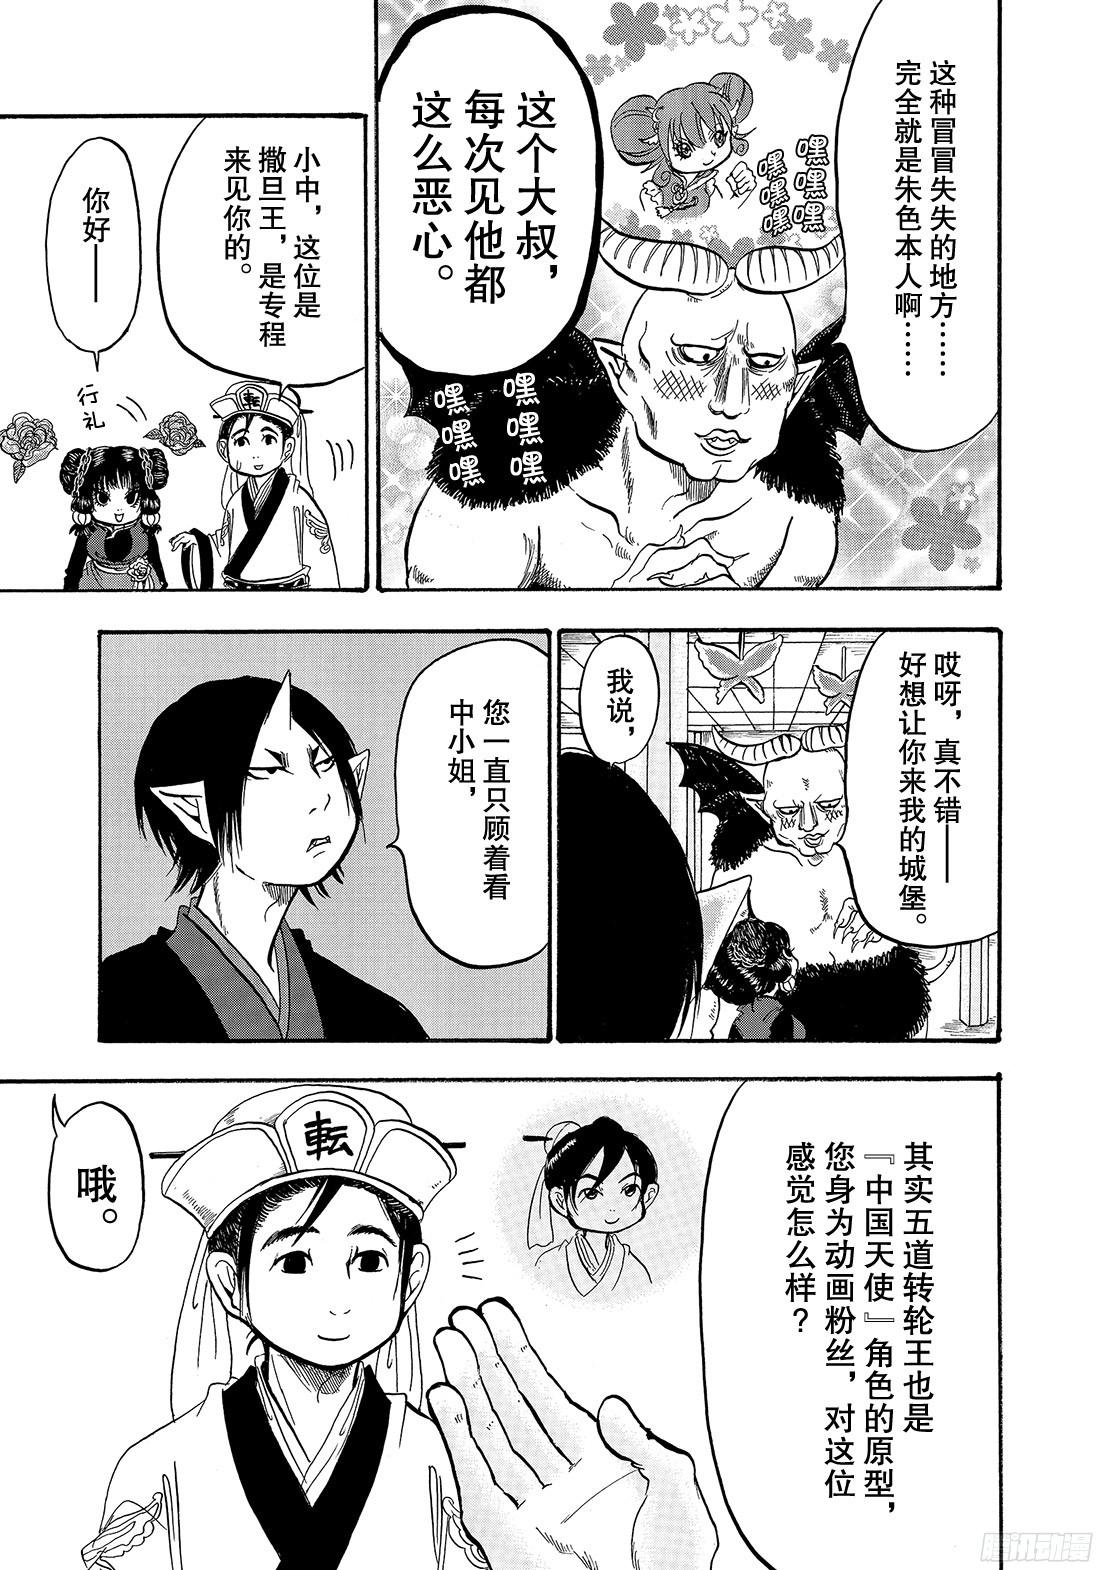 这种冒冒失失的地方……
完全就是朱色本人啊……
嘿嘿嘿
嘿嘿嘿
这个大叔，
每次见他都
这么恶心。
嘿嘿嘿
嘿嘿嘿
小中，这位是
撒旦王，是专程
来见你的。
転
你好——
行礼
哎呀，真不错——
好想让你来我的城堡。
我说，
您一直只顾着看
中小姐，
其实五道转轮王也是
『中国天使』角色的原型，
您身为动画粉丝，对这位
感觉怎么样？
転
哦。
腾讯动漫